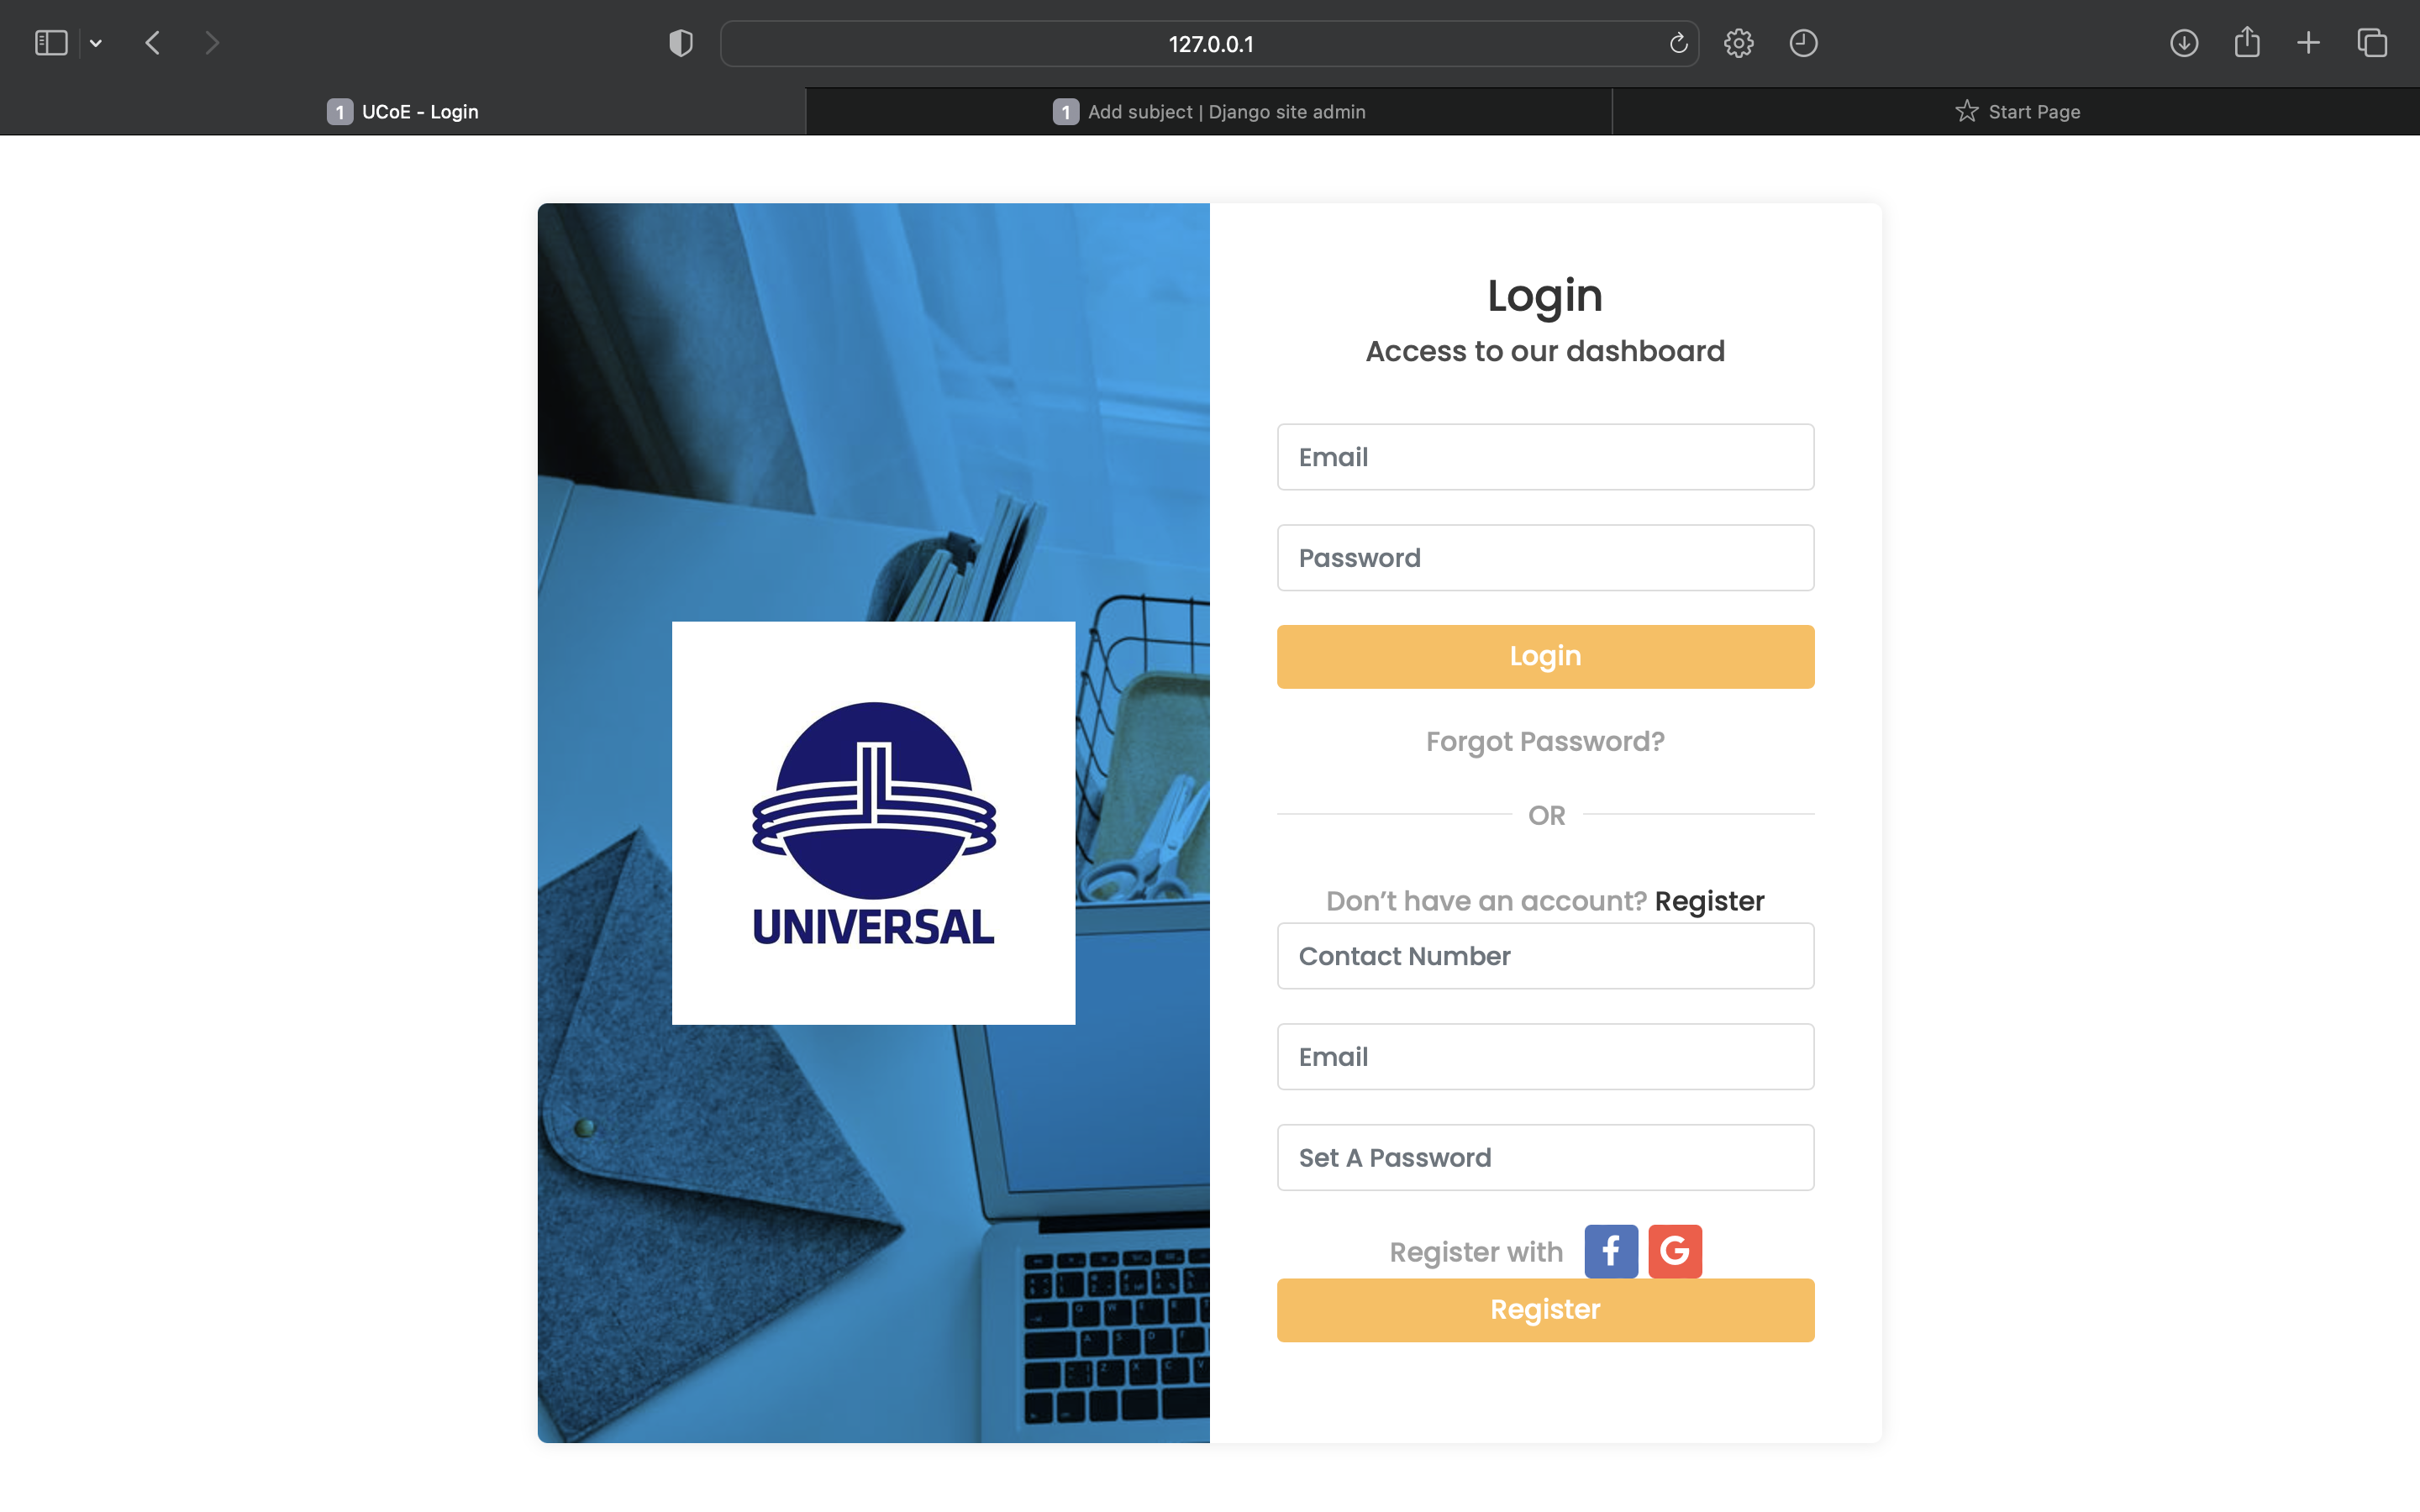 127.0.0.1
1 UCoE - Login
1 Add subject | Django site admin
Start Page
Login
Access to our dashboard
Email
Password
Login
Forgot Password?
OR
Don’t have an account? Register
Contact Number
Email
Set A Password
Register with
Register
UNIVERSAL